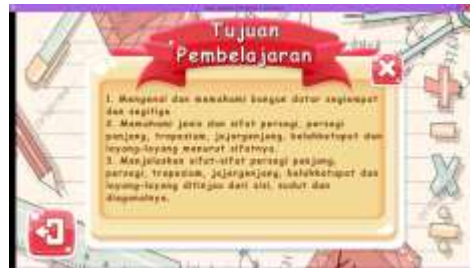 Tujuan
Pembelajaran
1. Mengenal dan memahami bangun datar segiempat
dan segitiga
2. Memahami jenis dan sifat persegi, persegi
panjang, trapesium, jajargenjang, belahketupat dan
layang-layang menurut sifatnya.
3. Menjelaskan sifat-sifat persegi panjang,
persegi, trapesium, jajargenjang, belahketupat dan
layang-layang ditinjau dari sisi, sudut dan
diagonalnya.